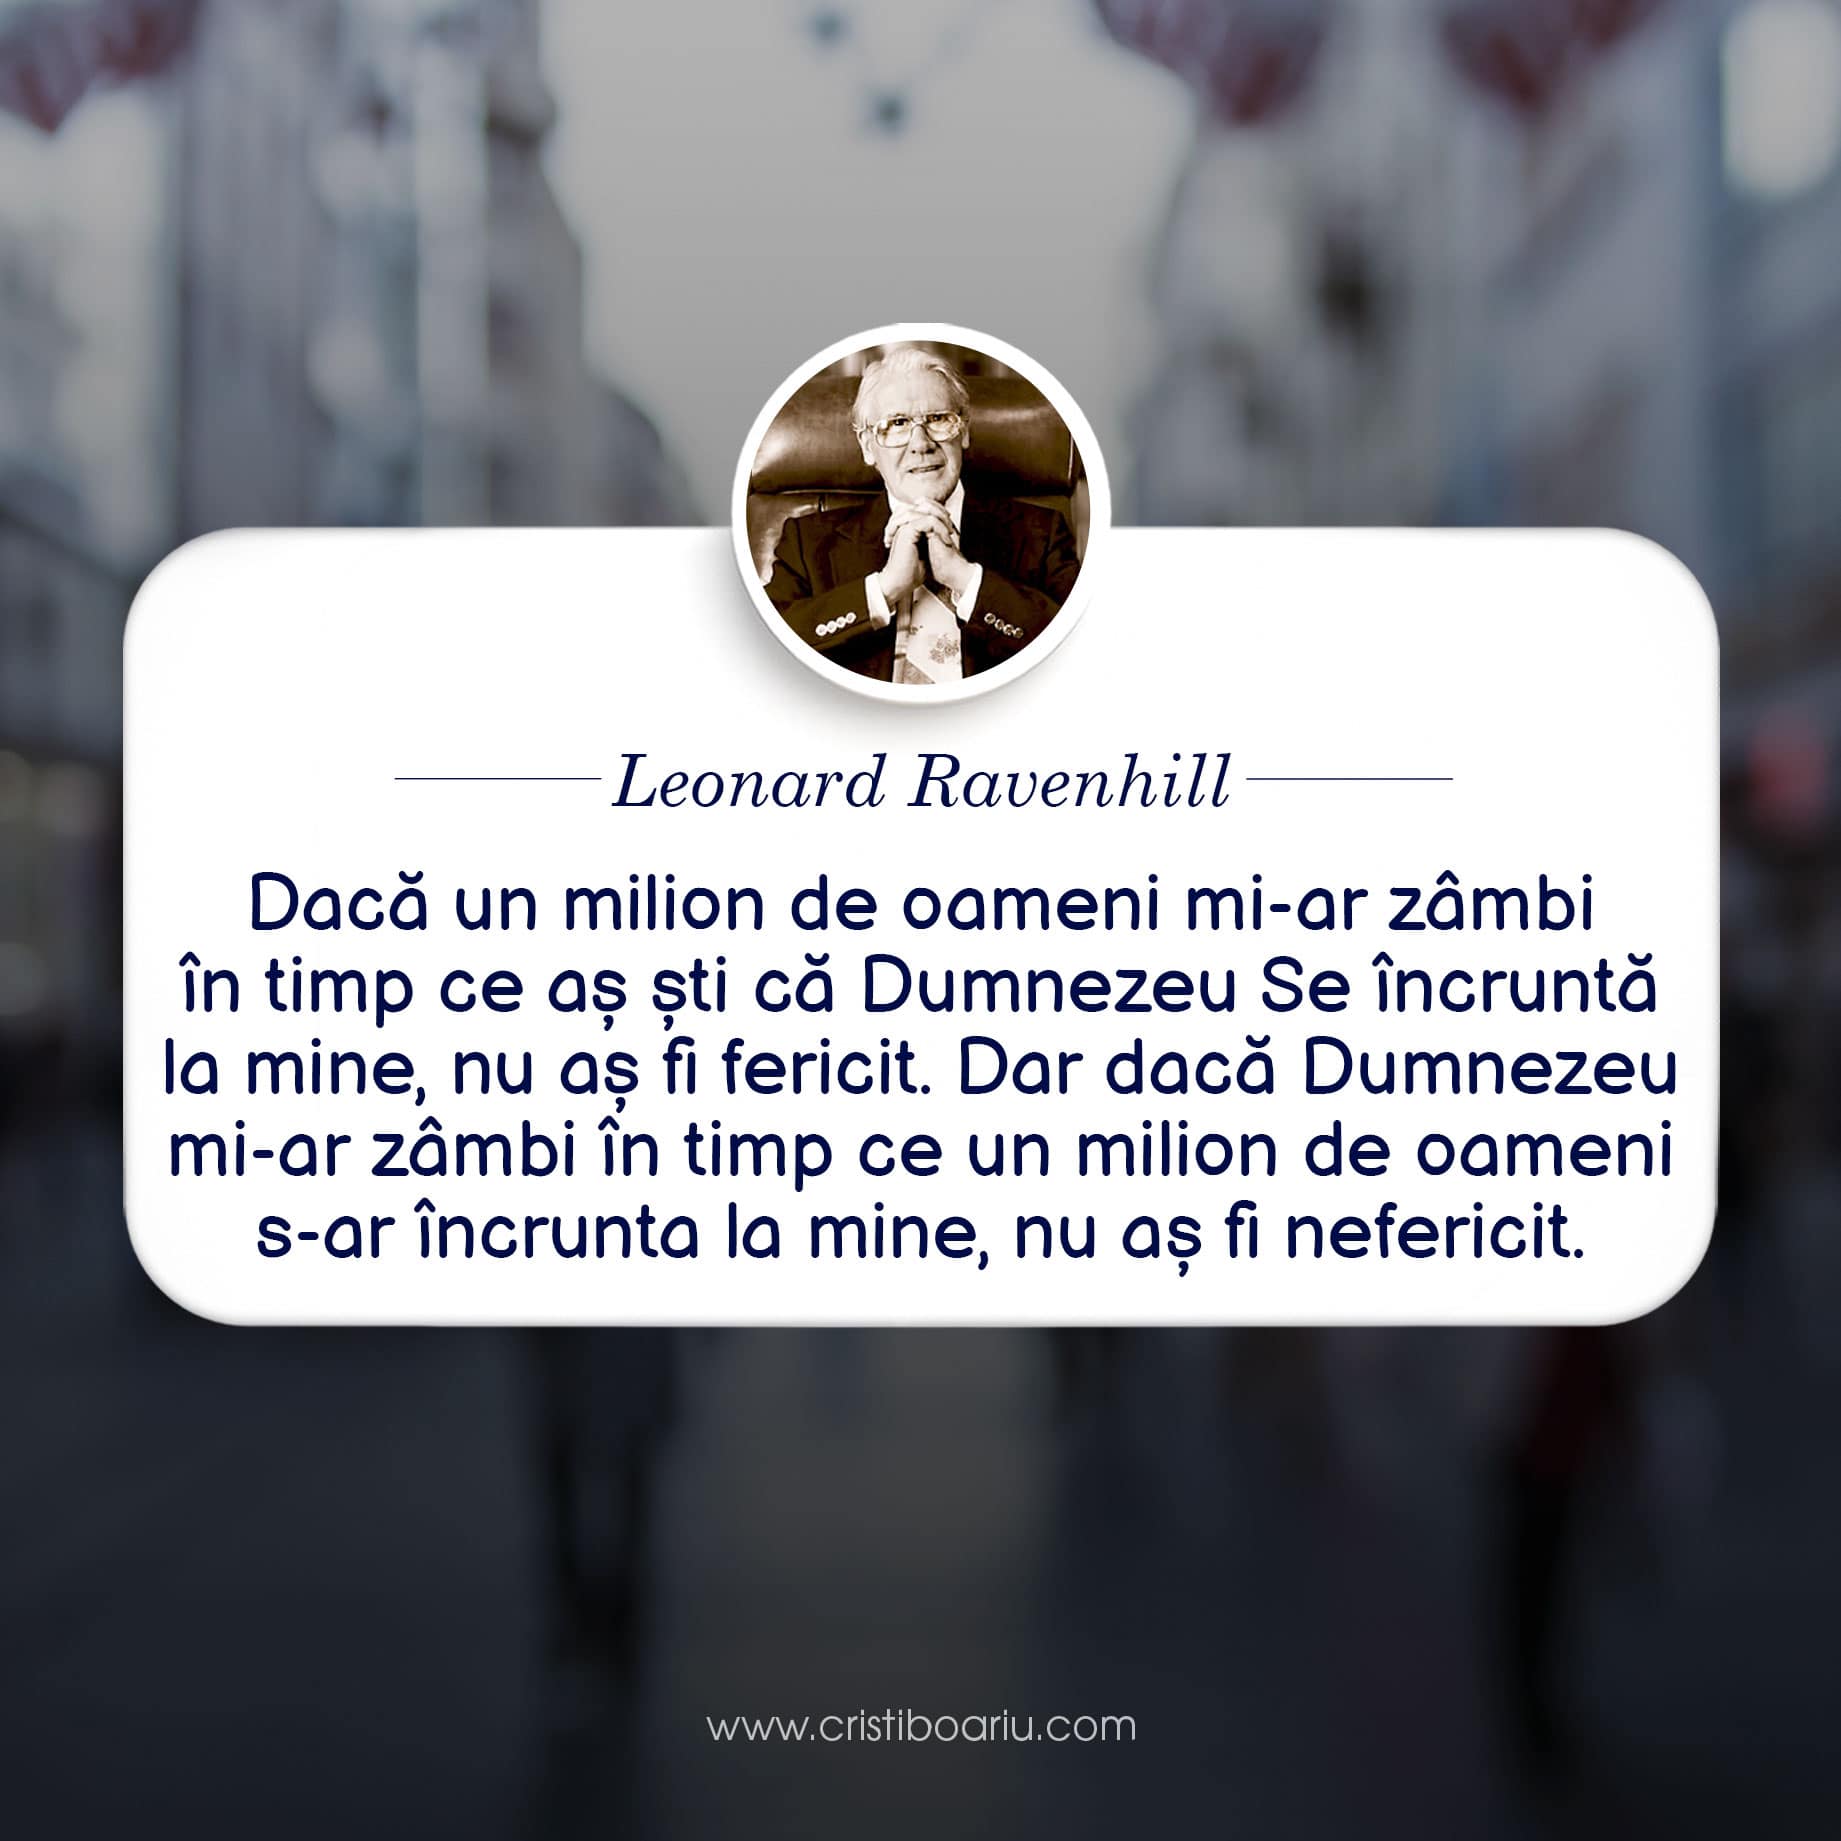 Leonard Ravenhill
Dacă un milion de oameni mi-ar zâmbi
în timp ce aș ști că Dumnezeu Se încruntă
la mine, nu aș fi fericit. Dar dacă Dumnezeu
mi-ar zâmbi în timp ce un milion de oameni
s-ar încrunta la mine, nu aș fi nefericit.
www.cristiboariu.com